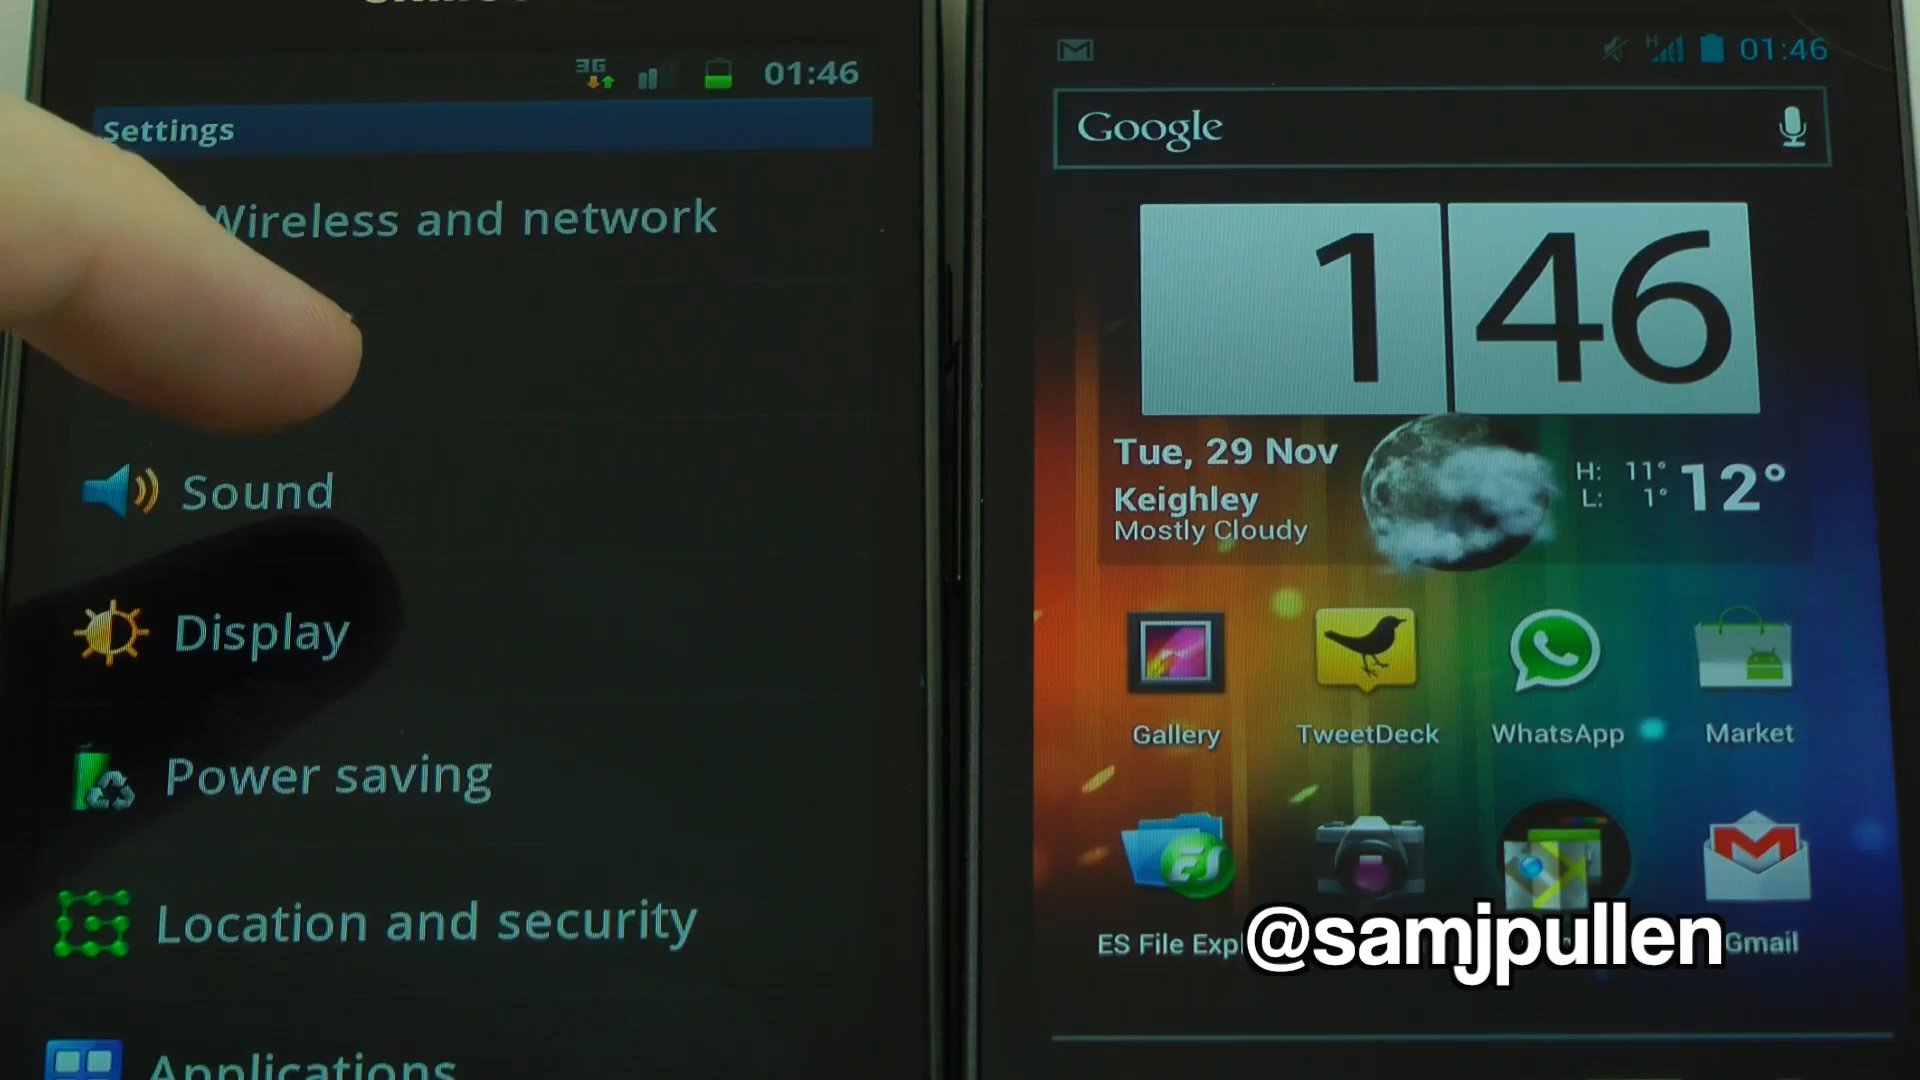 3G
01:46
Settings
Wireless and network
Sound
Display
Power saving
Location and security
Applications
H
01:46
Google
1 46
Tue, 29 Nov
Keighley
Mostly Cloudy
H: 11°
L: 1°
12°
Gallery
TweetDeck
WhatsApp
Market
ES File Expl
@samjpullen
Gmail